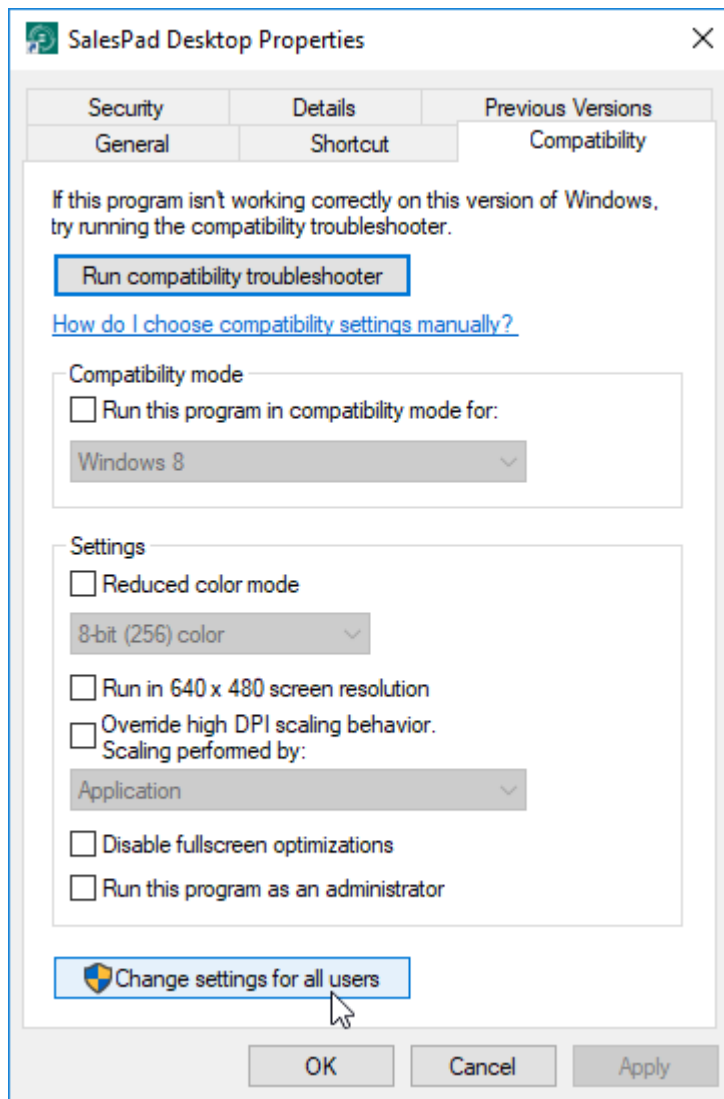 SalesPad Desktop Properties
Security Details Previous Versions
General Shortcut Compatibility
If this program isn't working correctly on this version of Windows,
try running the compatibility troubleshooter.
Run compatibility troubleshooter
How do I choose compatibility settings manually?
Compatibility mode
Run this program in compatibility mode for:
Windows 8
Settings
Reduced color mode
8-bit (256) color
Run in 640 x 480 screen resolution
Override high DPI scaling behavior.
Scaling performed by:
Application
Disable fullscreen optimizations
Run this program as an administrator
Change settings for all users
OK Cancel Apply